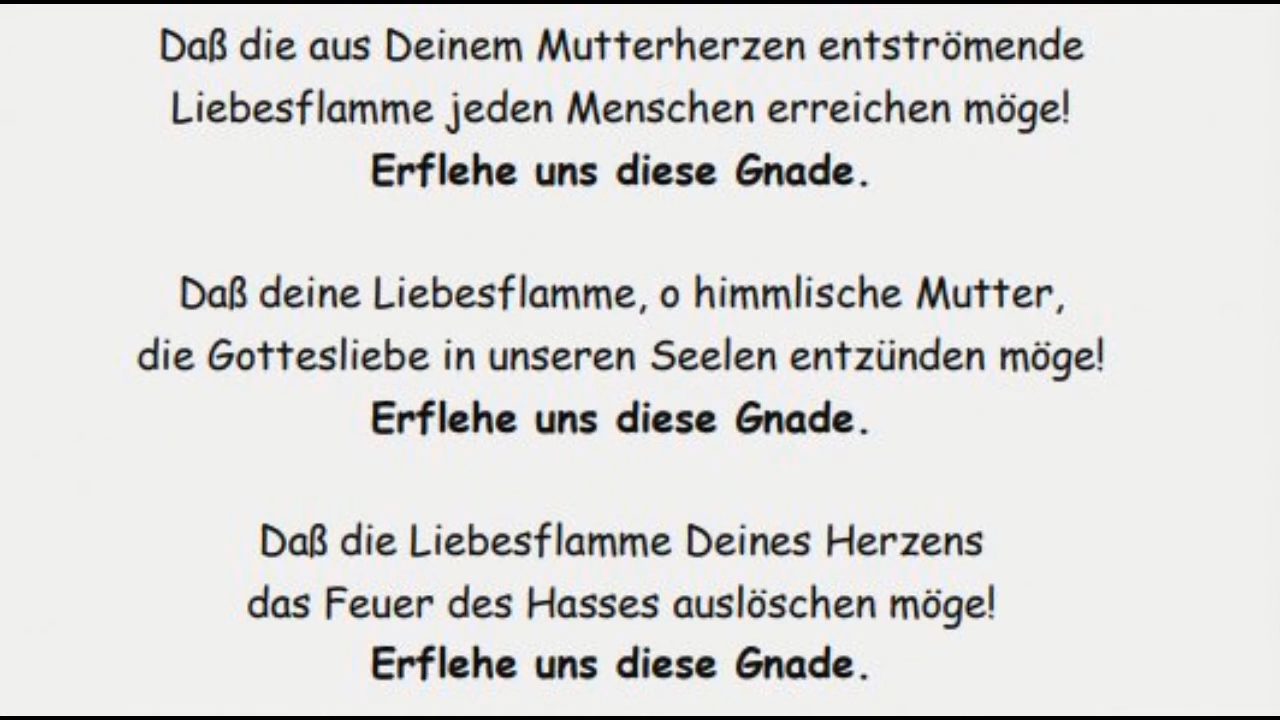 Daß die aus Deinem Mutterherzen entströmende
Liebesflamme jeden Menschen erreichen möge!
Erflehe uns diese Gnade.
Daß deine Liebesflamme, o himmlische Mutter,
die Gottesliebe in unseren Seelen entzünden möge!
Erflehe uns diese Gnade.
Daß die Liebesflamme Deines Herzens
das Feuer des Hasses auslöschen möge!
Erflehe uns diese Gnade.